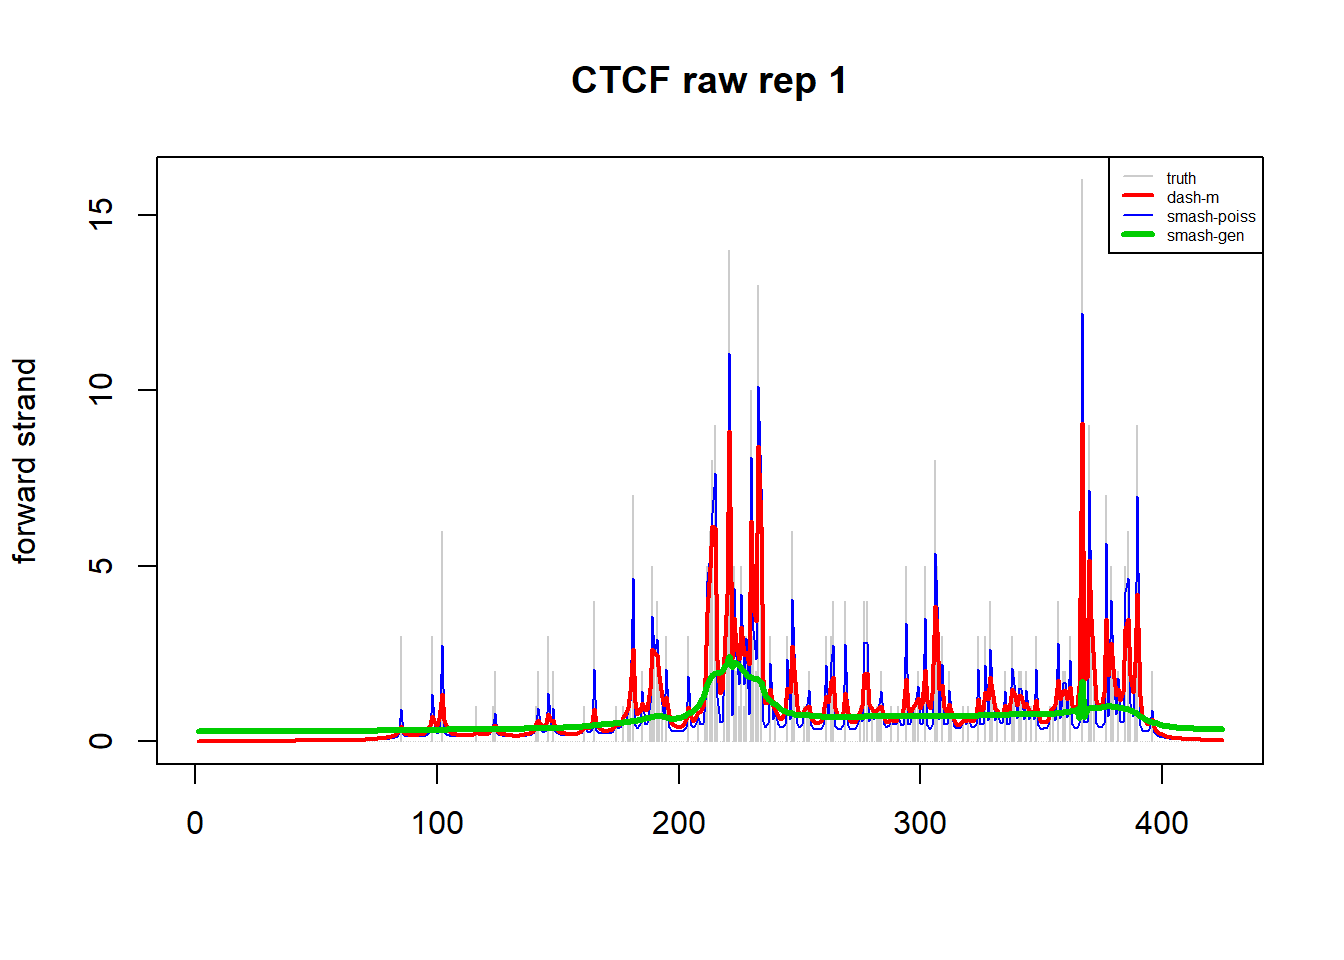 CTCF raw rep 1
truth
dash-m
smash-poiss
smash-gen
forward strand
15
10
5
0
0 100 200 300 400